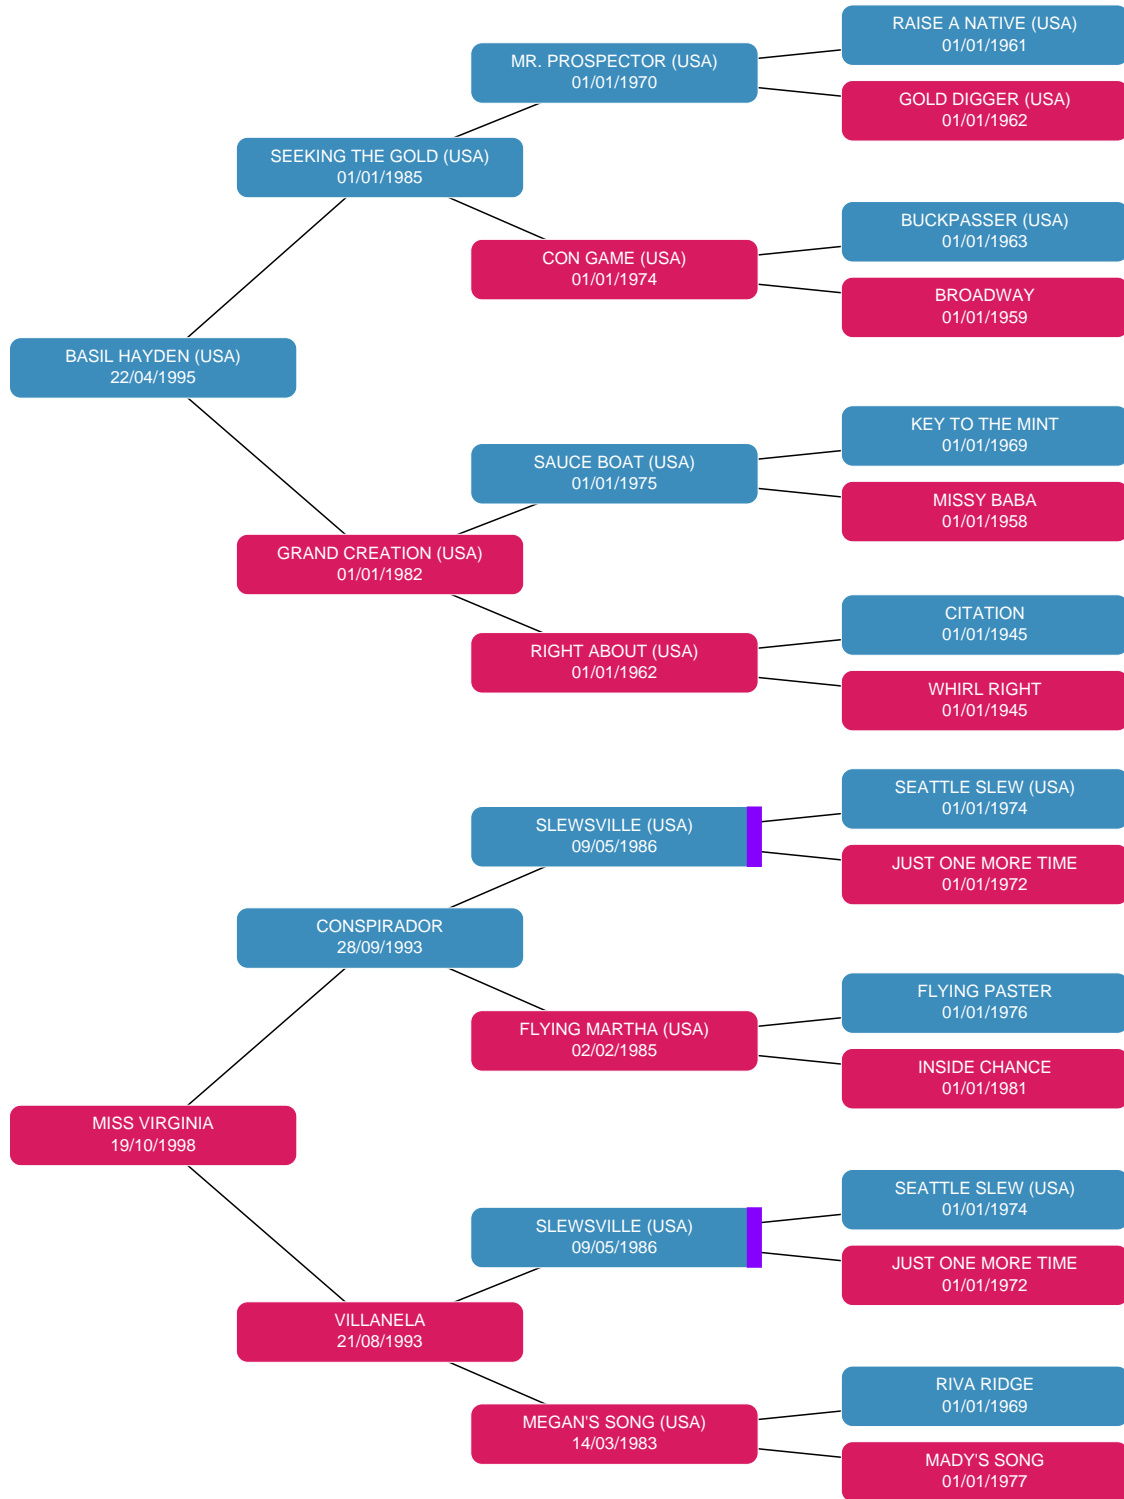 RAISE A NATIVE (USA)
01/01/1961
MR. PROSPECTOR (USA)
01/01/1970
GOLD DIGGER (USA)
01/01/1962
SEEKING THE GOLD (USA)
01/01/1985
BUCKPASSER (USA)
01/01/1963
CON GAME (USA)
01/01/1974
BROADWAY
01/01/1959
BASIL HAYDEN (USA)
22/04/1995
KEY TO THE MINT
01/01/1969
SAUCE BOAT (USA)
01/01/1975
MISSY BABA
01/01/1958
GRAND CREATION (USA)
01/01/1982
CITATION
01/01/1945
RIGHT ABOUT (USA)
01/01/1962
WHIRL RIGHT
01/01/1945
SEATTLE SLEW (USA)
01/01/1974
SLEWSVILLE (USA)
09/05/1986
JUST ONE MORE TIME
01/01/1972
CONSPIRADOR
28/09/1993
FLYING PASTER
01/01/1976
FLYING MARTHA (USA)
02/02/1985
INSIDE CHANCE
01/01/1981
MISS VIRGINIA
19/10/1998
SEATTLE SLEW (USA)
01/01/1974
SLEWSVILLE (USA)
09/05/1986
JUST ONE MORE TIME
01/01/1972
VILLANELA
21/08/1993
RIVA RIDGE
01/01/1969
MEGAN'S SONG (USA)
14/03/1983
MADY'S SONG
01/01/1977